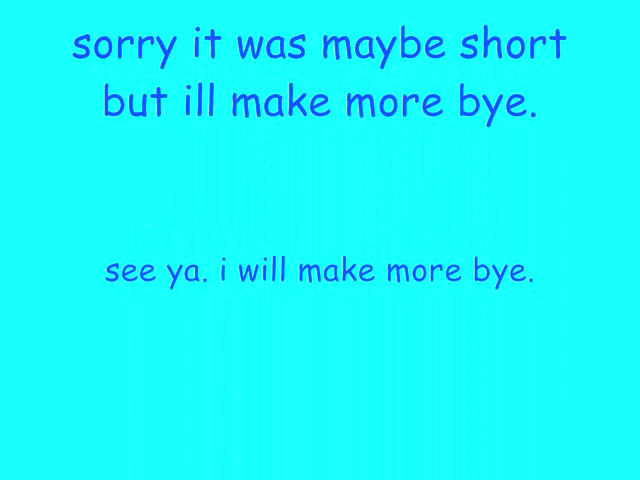 sorry it was maybe short
but ill make more bye.
see ya. i will make more bye.